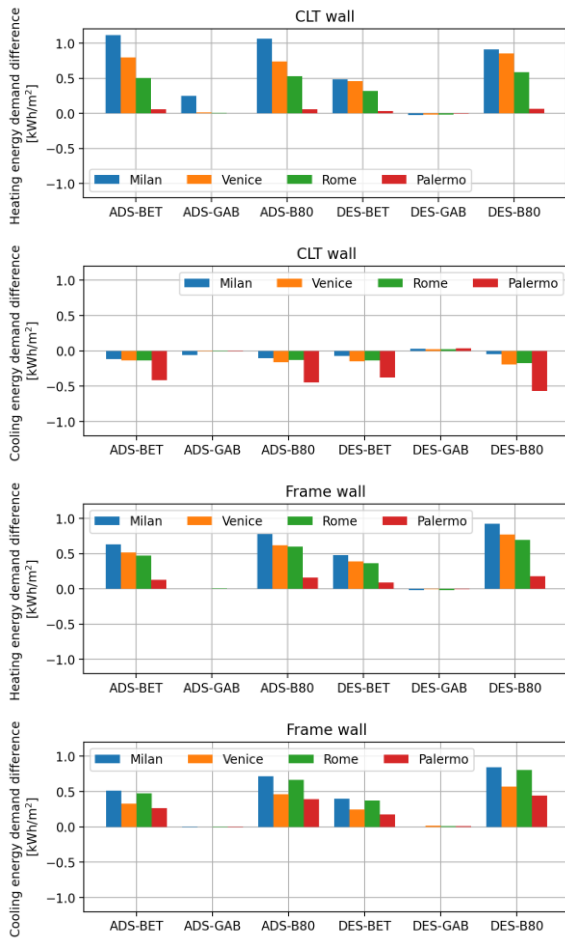 CLT wall
Heating energy demand difference
[kWh/m²]
1.0
0.5
0.0
−0.5
−1.0
Milan Venice Rome Palermo
ADS-BET ADS-GAB ADS-B80 DES-BET DES-GAB DES-B80
CLT wall
Cooling energy demand difference
[kWh/m²]
1.0
0.5
0.0
−0.5
−1.0
Milan Venice Rome Palermo
ADS-BET ADS-GAB ADS-B80 DES-BET DES-GAB DES-B80
Frame wall
Heating energy demand difference
[kWh/m²]
1.0
0.5
0.0
−0.5
−1.0
Milan Venice Rome Palermo
ADS-BET ADS-GAB ADS-B80 DES-BET DES-GAB DES-B80
Frame wall
Cooling energy demand difference
[kWh/m²]
1.0
0.5
0.0
−0.5
−1.0
Milan Venice Rome Palermo
ADS-BET ADS-GAB ADS-B80 DES-BET DES-GAB DES-B80